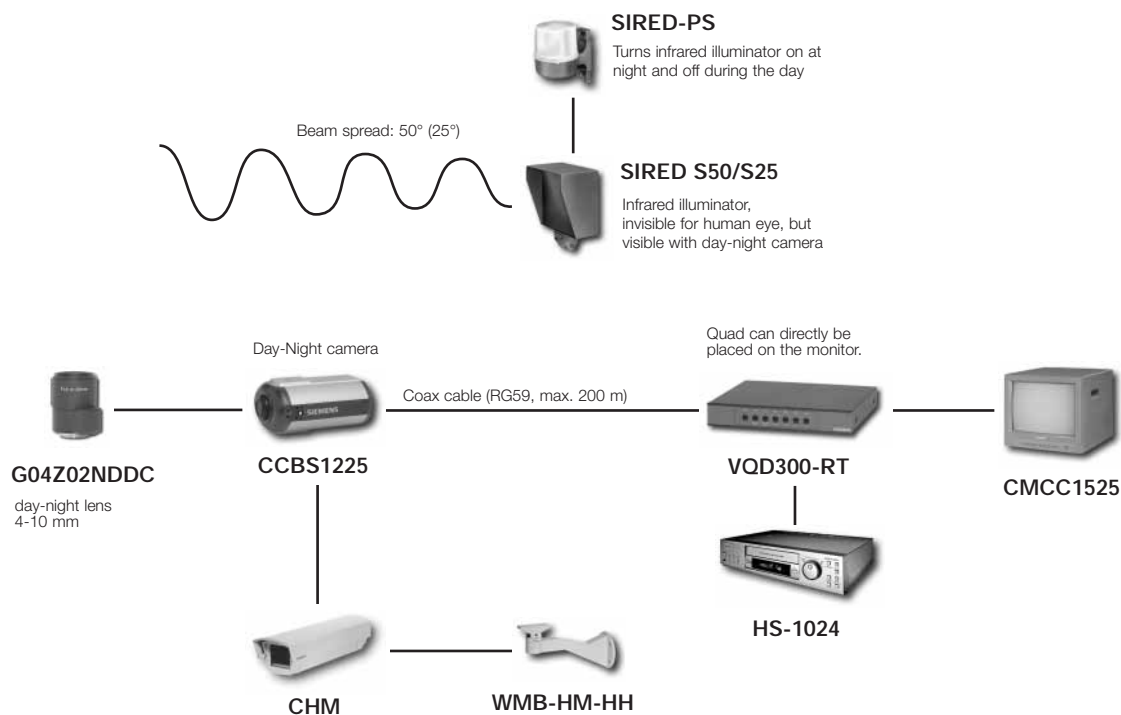 SIRED-PS
Turns infrared illuminator on at
night and off during the day
Beam spread: 50° (25°)
SIRED S50/S25
Infrared illuminator,
invisible for human eye, but
visible with day-night camera
Day-Night camera
Quad can directly be
placed on the monitor.
SIEMENS
Coax cable (RG59, max. 200 m)
G04Z02NDDC
day-night lens
4-10 mm
CCBS1225
VQD300-RT
CMCC1525
HS-1024
CHM
WMB-HM-HH